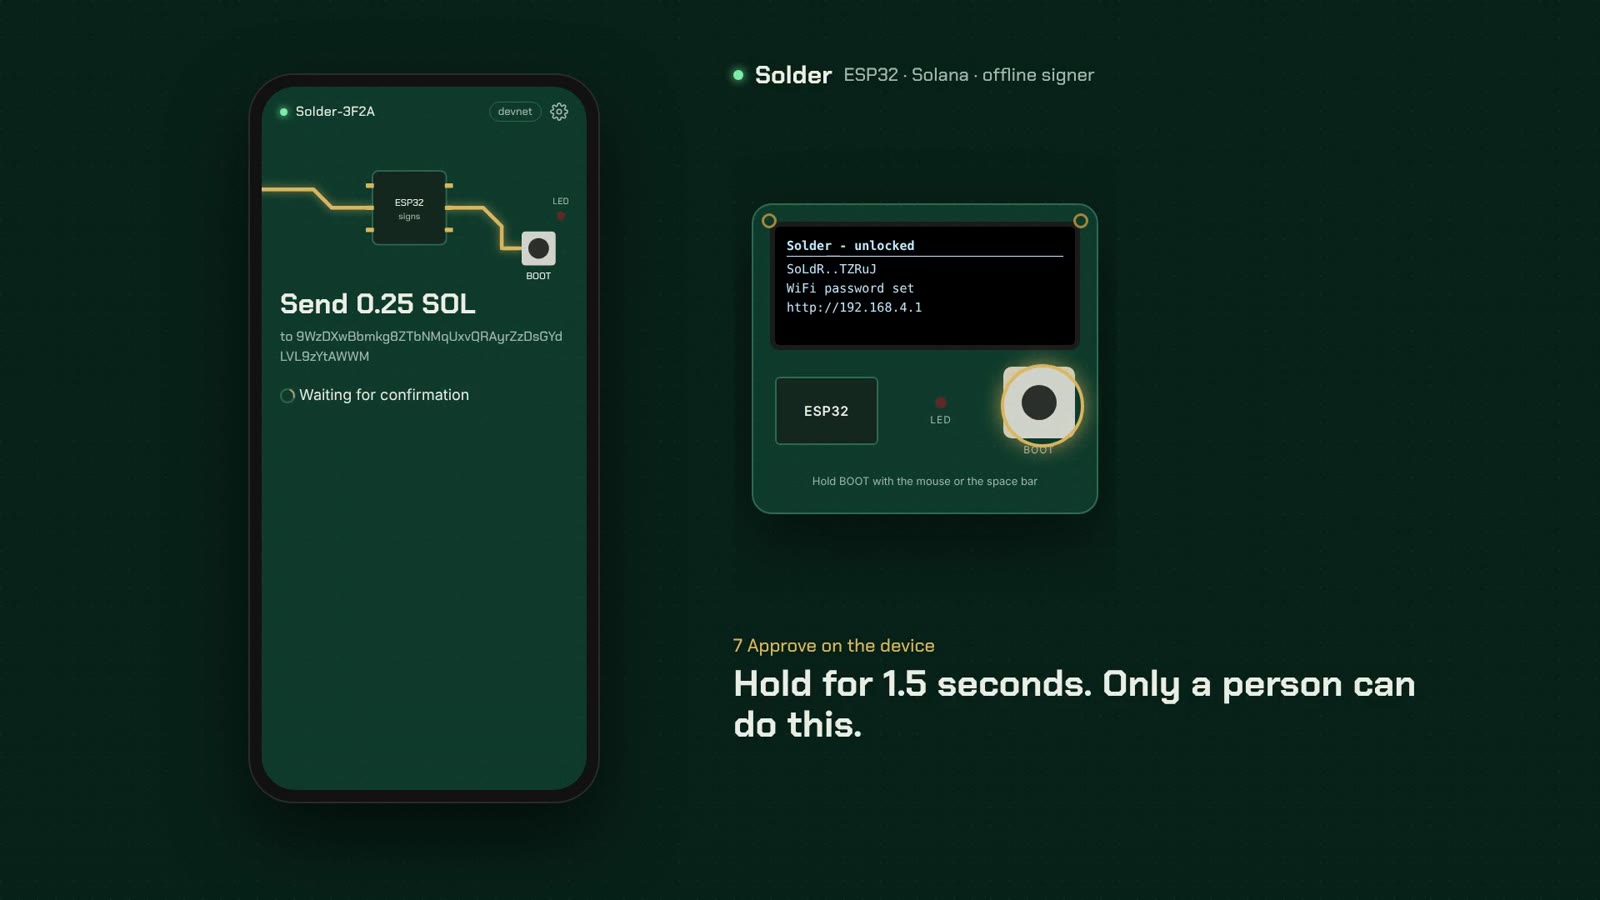 Solder-3F2A
devnet
ESP32
signs
LED
BOOT
Send 0.25 SOL
to 9WzDXwBbmkg8ZTbNMqUxvQRAyrZzDsGYd
LVL9zYtAWWM
Waiting for confirmation
Solder ESP32 · Solana · offline signer
Solder - unlocked
SoLdR..TZRuJ
WiFi password set
http://192.168.4.1
ESP32
LED
BOOT
Hold BOOT with the mouse or the space bar
7 Approve on the device
Hold for 1.5 seconds. Only a person can
do this.